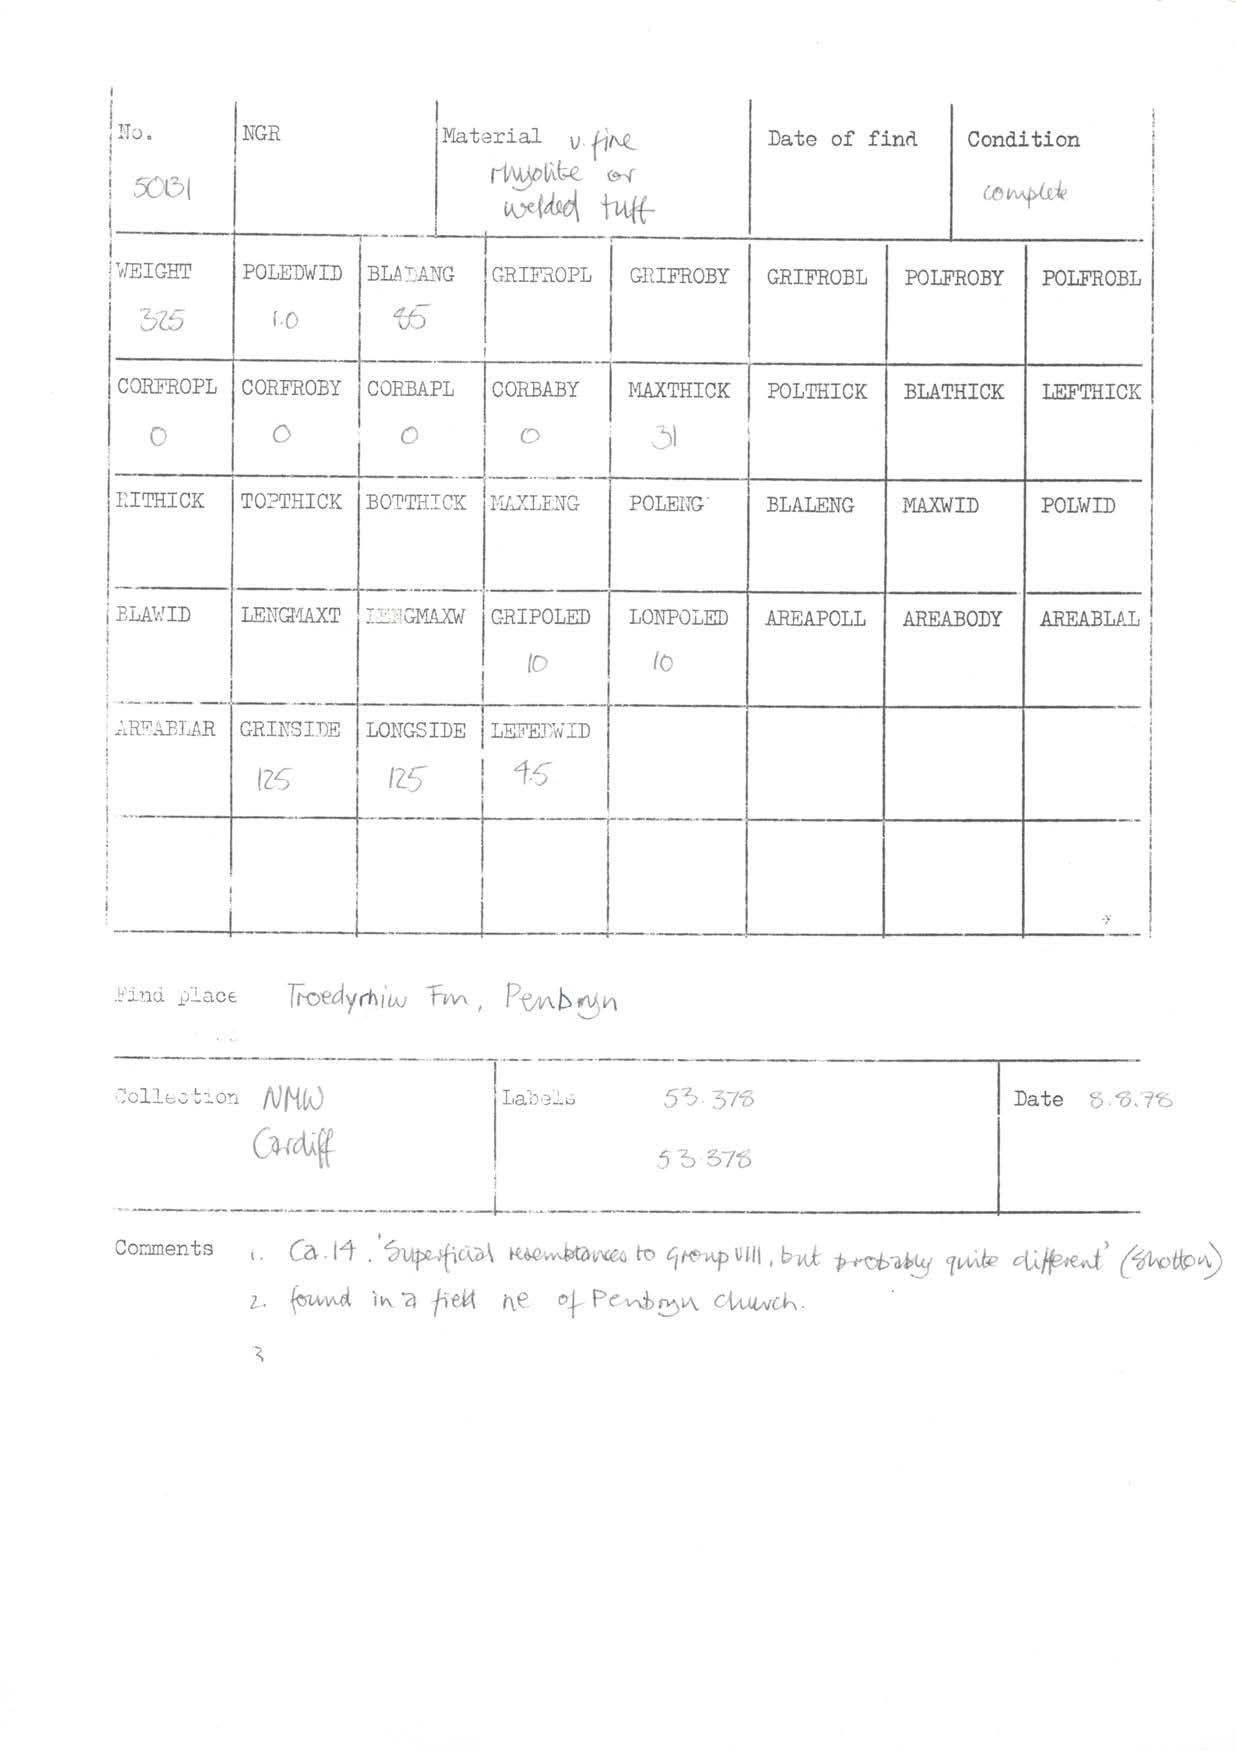 No. NGR Material v. fine Date of find Condition
50131 rhyolite or complete
welded tuff
WEIGHT POLEDWID BLADANG GRIFROPL GRIFROBY GRIFROBL POLFROBY POLFROBL
325 1.0 85
CORFROPL CORFROBY CORBAPL CORBABY MAXTHICK POLTHICK BLATHICK LEFTHICK
0 0 0 0 31
RITHICK TOPTHICK BOTTHICK MAXLENG POLENG BLALENG MAXWID POLWID
BLAWID LENGMAXT LENGMAXW GRIPOLED LONPOLED AREAPOLL AREABODY AREABLAL
10 10
AREABLAR GRINSIDE LONGSIDE LEFEDWID
125 125 4.5
Find place Troedyrhiw Fm, Penbryn
Collection NMW Labels 53.378 Date 8.8.78
Cardiff 53.378
Comments 1. Ca.14. 'Superficial resemblances to Group VIII, but probably quite different' (Shotton)
2. found in a field ne of Penbryn church.
3